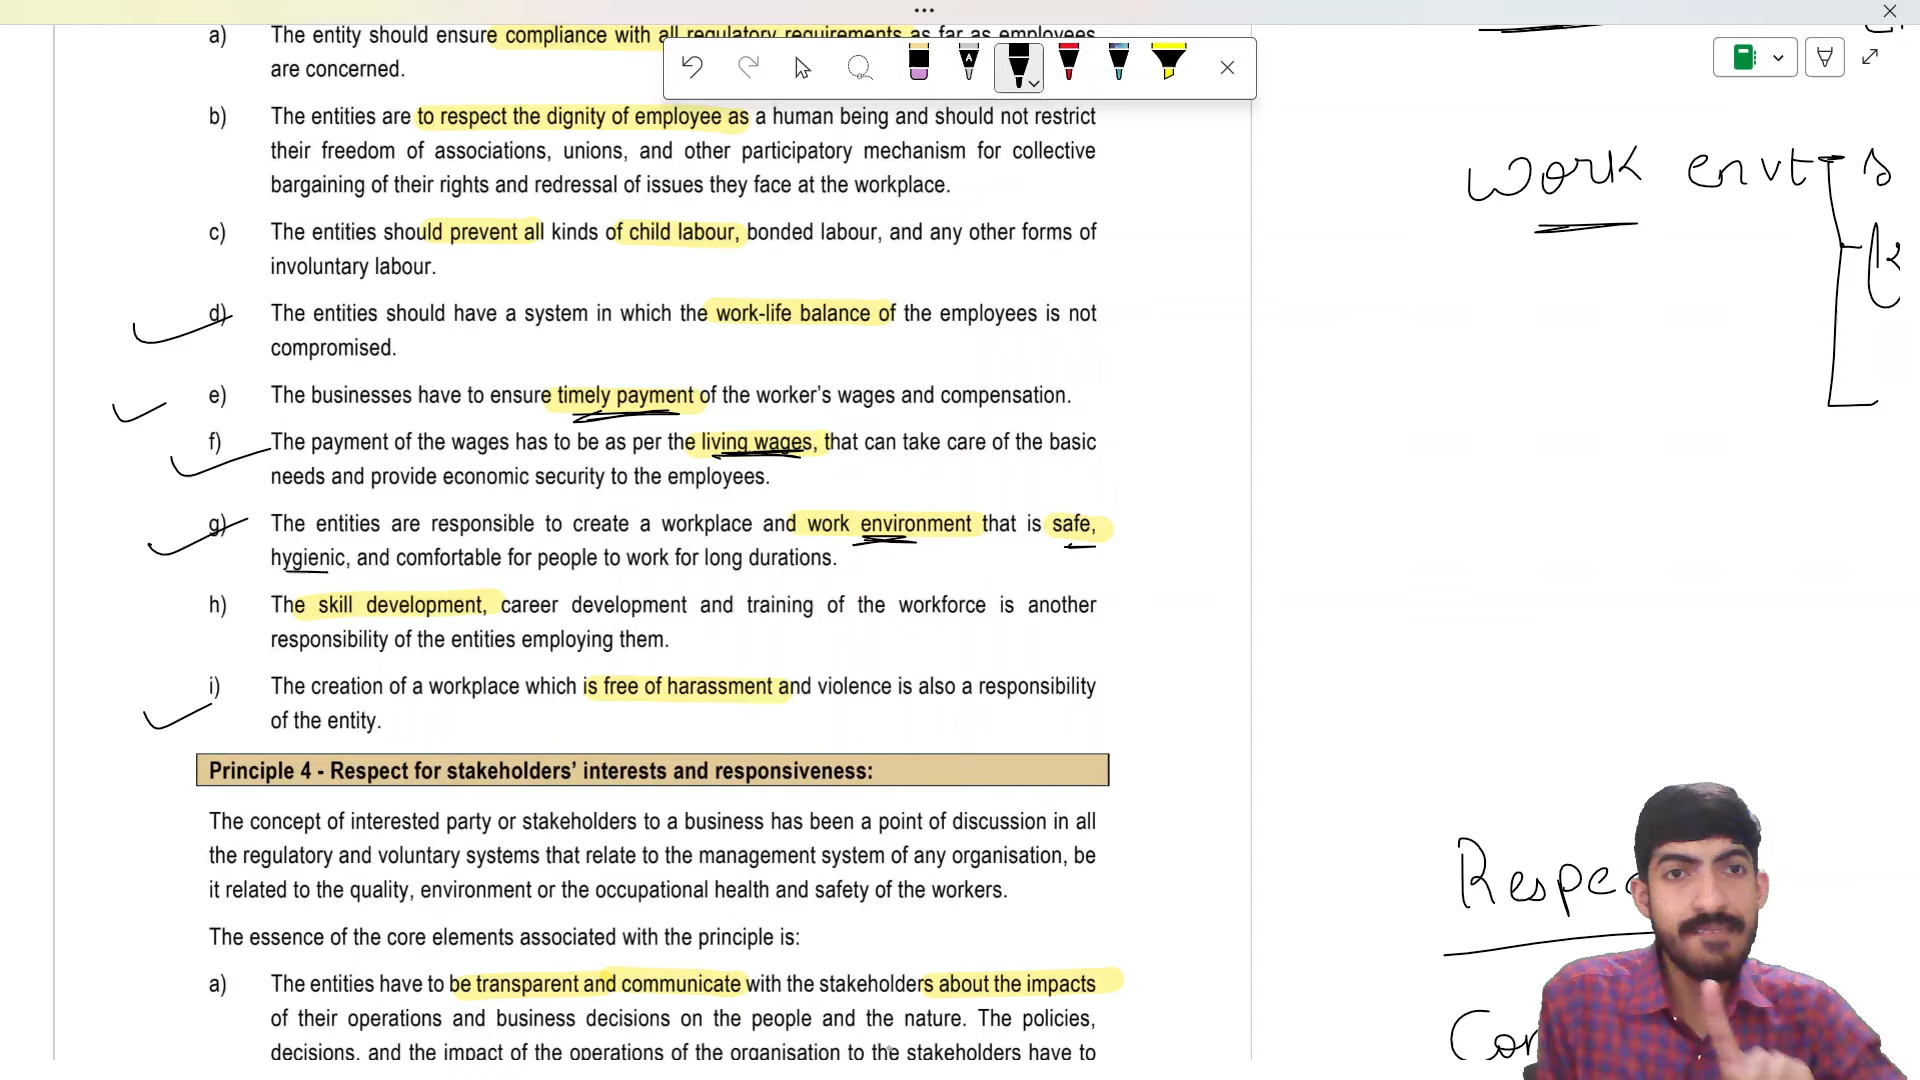 a) The entity should ensure compliance with all regulatory requirements as far as employees
are concerned.
b) The entities are to respect the dignity of employee as a human being and should not restrict
their freedom of associations, unions, and other participatory mechanism for collective
bargaining of their rights and redressal of issues they face at the workplace.
c) The entities should prevent all kinds of child labour, bonded labour, and any other forms of
involuntary labour.
d) The entities should have a system in which the work-life balance of the employees is not
compromised.
e) The businesses have to ensure timely payment of the worker’s wages and compensation.
f) The payment of the wages has to be as per the living wages, that can take care of the basic
needs and provide economic security to the employees.
g) The entities are responsible to create a workplace and work environment that is safe,
hygienic, and comfortable for people to work for long durations.
h) The skill development, career development and training of the workforce is another
responsibility of the entities employing them.
i) The creation of a workplace which is free of harassment and violence is also a responsibility
of the entity.
Principle 4 - Respect for stakeholders’ interests and responsiveness:
The concept of interested party or stakeholders to a business has been a point of discussion in all
the regulatory and voluntary systems that relate to the management system of any organisation, be
it related to the quality, environment or the occupational health and safety of the workers.
The essence of the core elements associated with the principle is:
a) The entities have to be transparent and communicate with the stakeholders about the impacts
of their operations and business decisions on the people and the nature. The policies,
decisions, and the impact of the operations of the organisation to the stakeholders have to
work envt s
Respec
Con